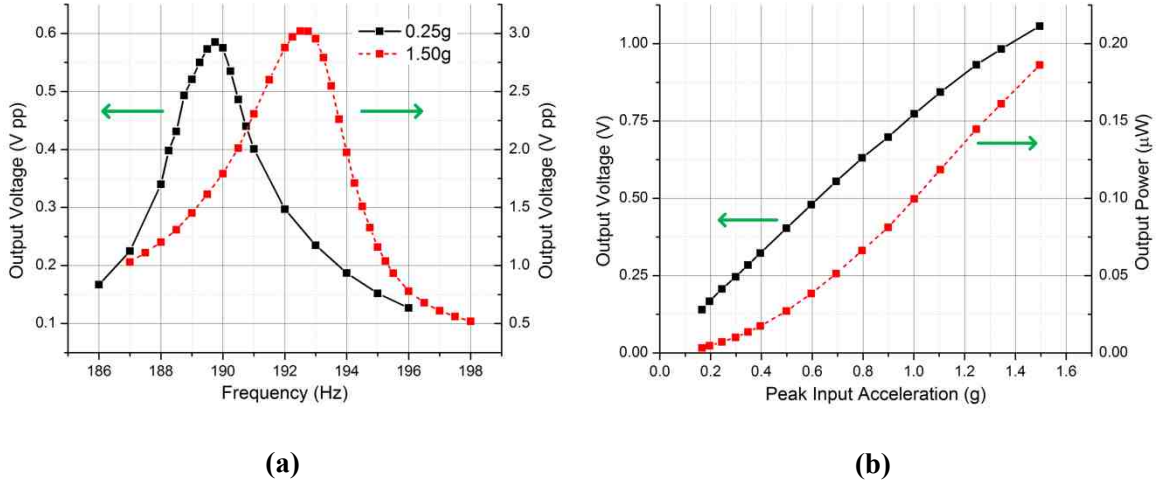 0.25g
1.50g
Output Voltage (V pp)
0.6
0.5
0.4
0.3
0.2
0.1
3.0
2.5
2.0
1.5
1.0
0.5
Output Voltage (V pp)
186 188 190 192 194 196 198
Frequency (Hz)
(a)
Output Voltage (V)
1.00
0.75
0.50
0.25
0.00
0.20
0.15
0.10
0.05
0.00
Output Power (μW)
0.0 0.2 0.4 0.6 0.8 1.0 1.2 1.4 1.6
Peak Input Acceleration (g)
(b)